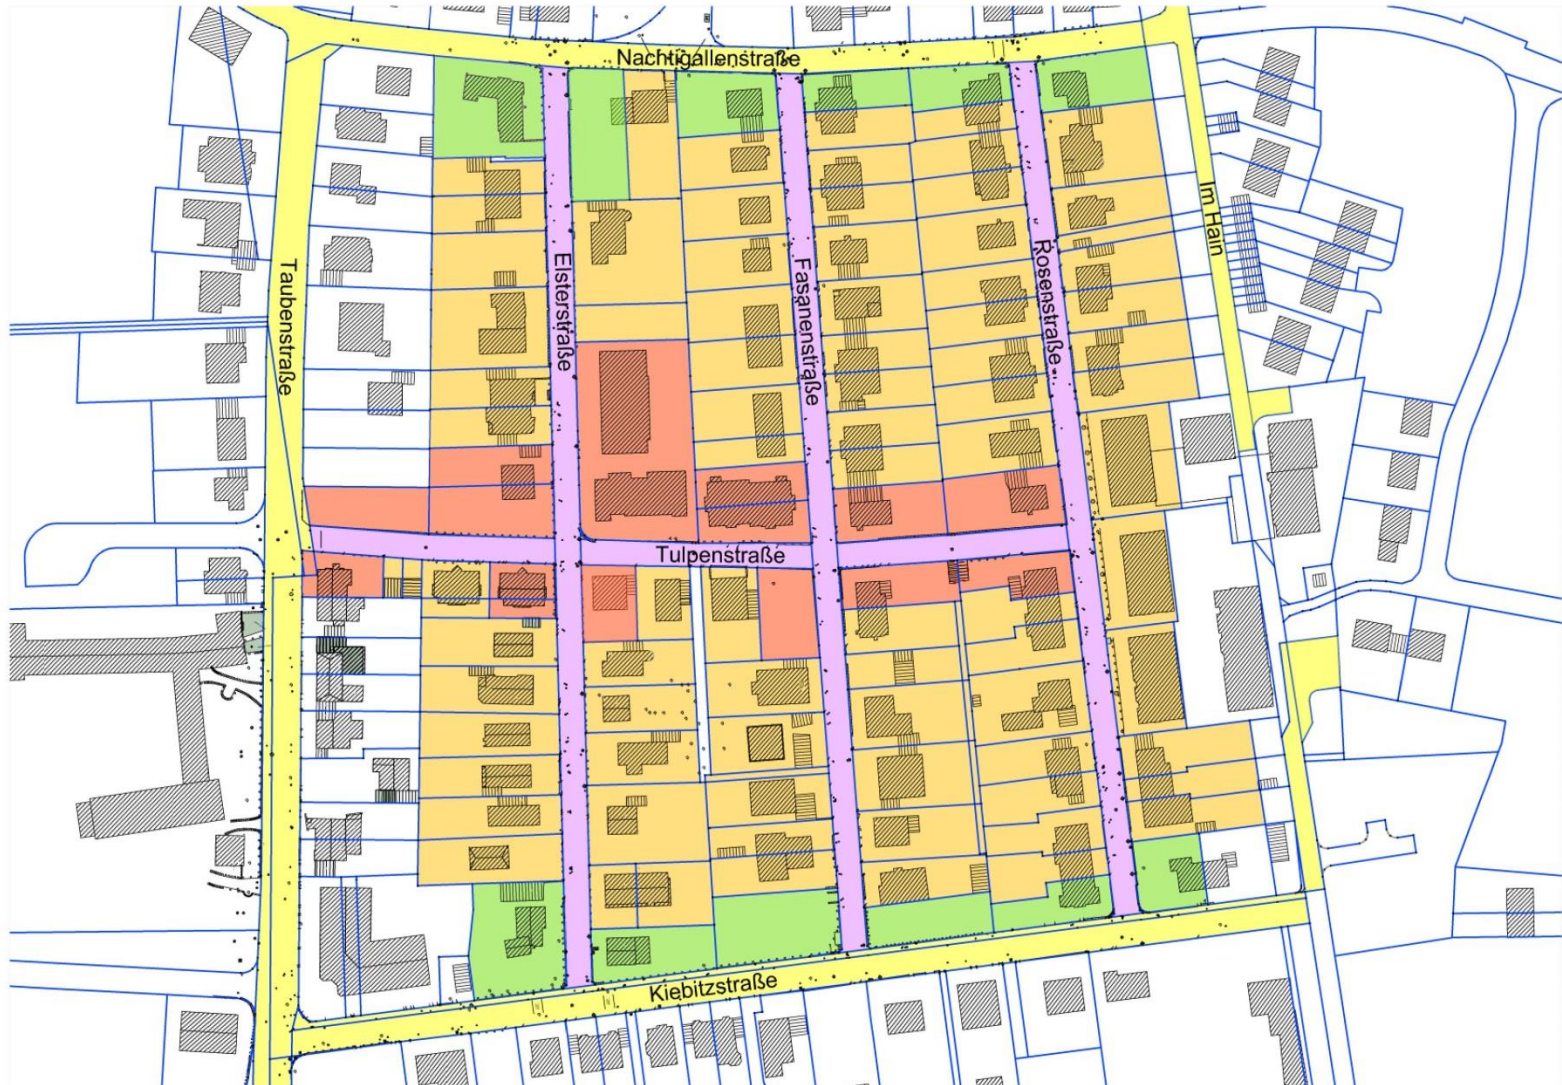 Nachtigallenstraße
Im Hain
Rosenstraße
Elsterstraße
Fasanenstraße
Taubenstraße
Tulpenstraße
Kiebitzstraße